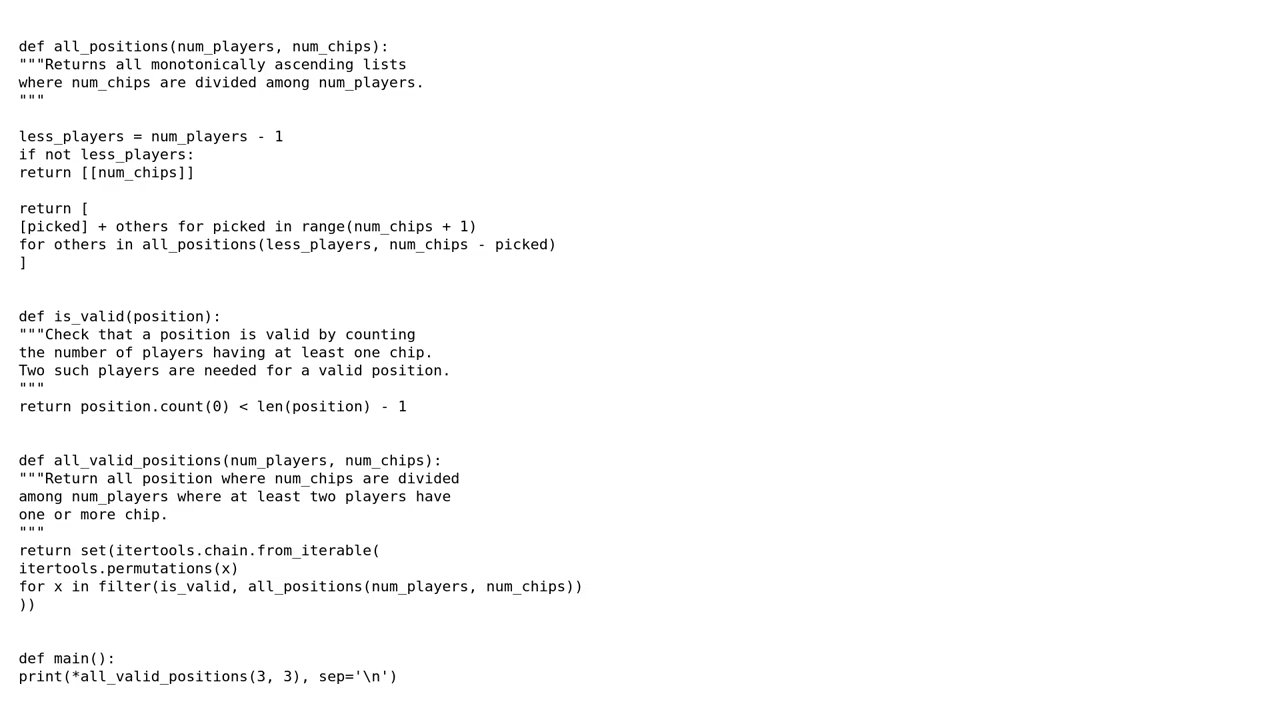 def all_positions(num_players, num_chips):
"""Returns all monotonically ascending lists
where num_chips are divided among num_players.
"""
less_players = num_players - 1
if not less_players:
return [[num_chips]]
return [
[picked] + others for picked in range(num_chips + 1)
for others in all_positions(less_players, num_chips - picked)
]
def is_valid(position):
"""Check that a position is valid by counting
the number of players having at least one chip.
Two such players are needed for a valid position.
"""
return position.count(0) < len(position) - 1
def all_valid_positions(num_players, num_chips):
"""Return all position where num_chips are divided
among num_players where at least two players have
one or more chip.
"""
return set(itertools.chain.from_iterable(
itertools.permutations(x)
for x in filter(is_valid, all_positions(num_players, num_chips))
))
def main():
print(*all_valid_positions(3, 3), sep='\n')